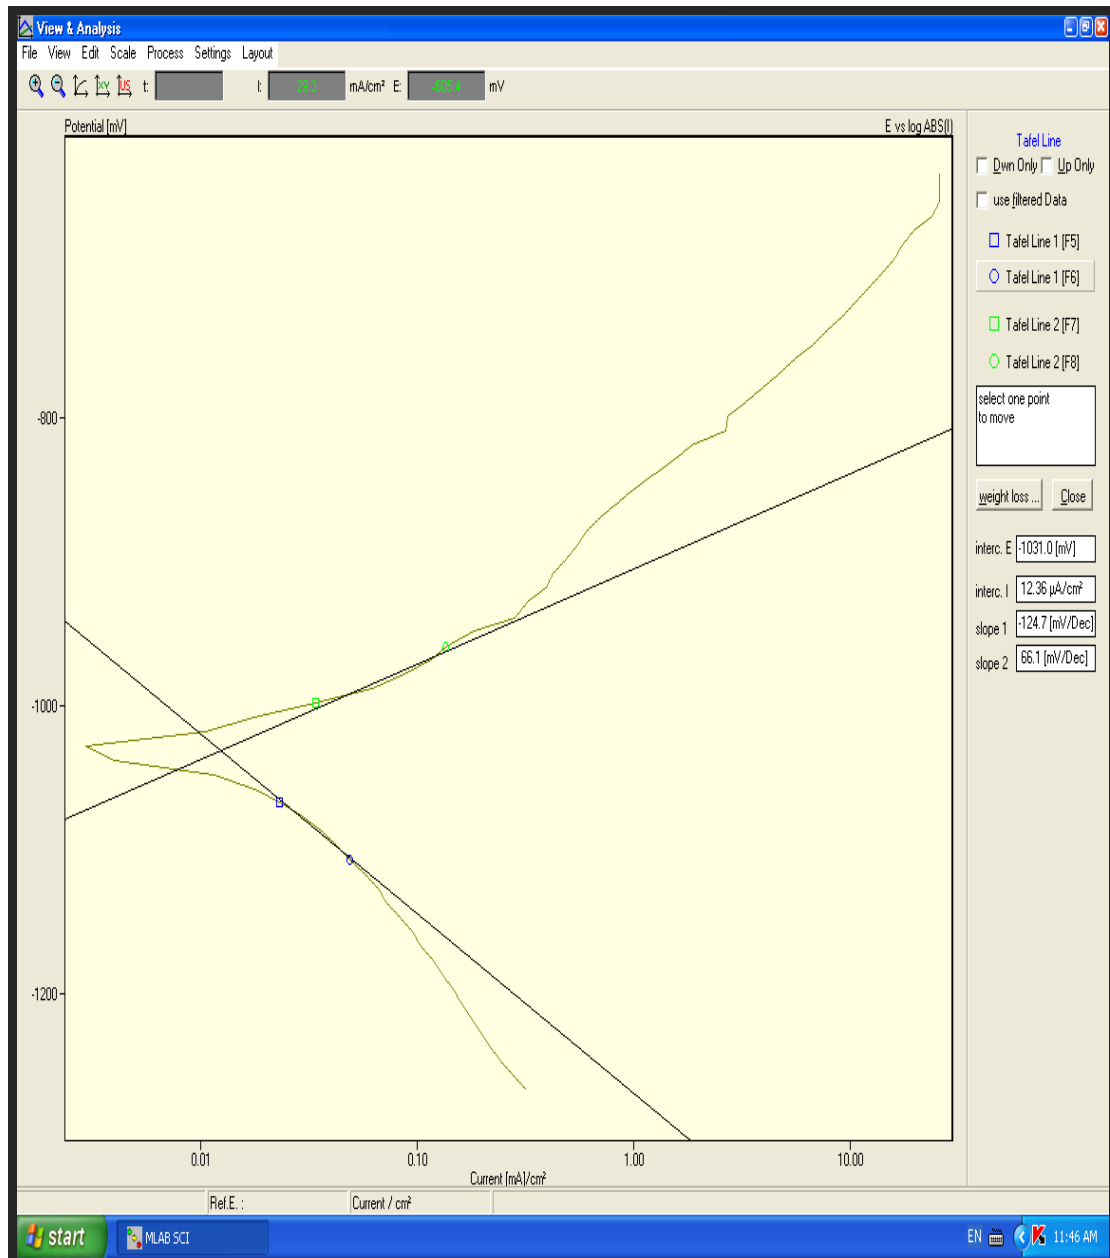 View & Analysis
File View Edit Scale Process Settings Layout
t: I: 29.3 mA/cm² E: -805.4 mV
Potential [mV] E vs log ABS(I)
Tafel Line
Dwn Only Up Only
use filtered Data
Tafel Line 1 [F5]
Tafel Line 1 [F6]
Tafel Line 2 [F7]
Tafel Line 2 [F8]
select one point
to move
weight loss ... Close
interc. E -1031.0 [mV]
interc. I 12.36 µA/cm²
slope 1 -124.7 [mV/Dec]
slope 2 66.1 [mV/Dec]
-800
-1000
-1200
0.01 0.10 1.00 10.00
Current [mA]/cm²
Ref.E. : Current / cm²
start MLAB SCI EN 11:46 AM